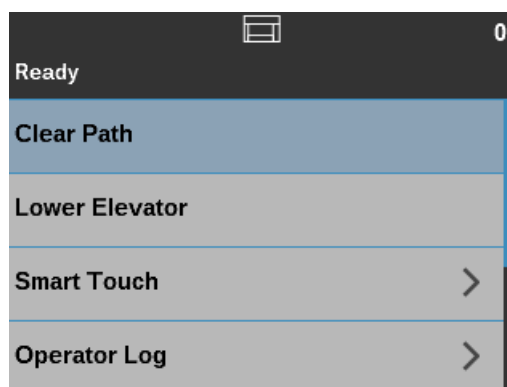 0
Ready
Clear Path
Lower Elevator
Smart Touch
Operator Log